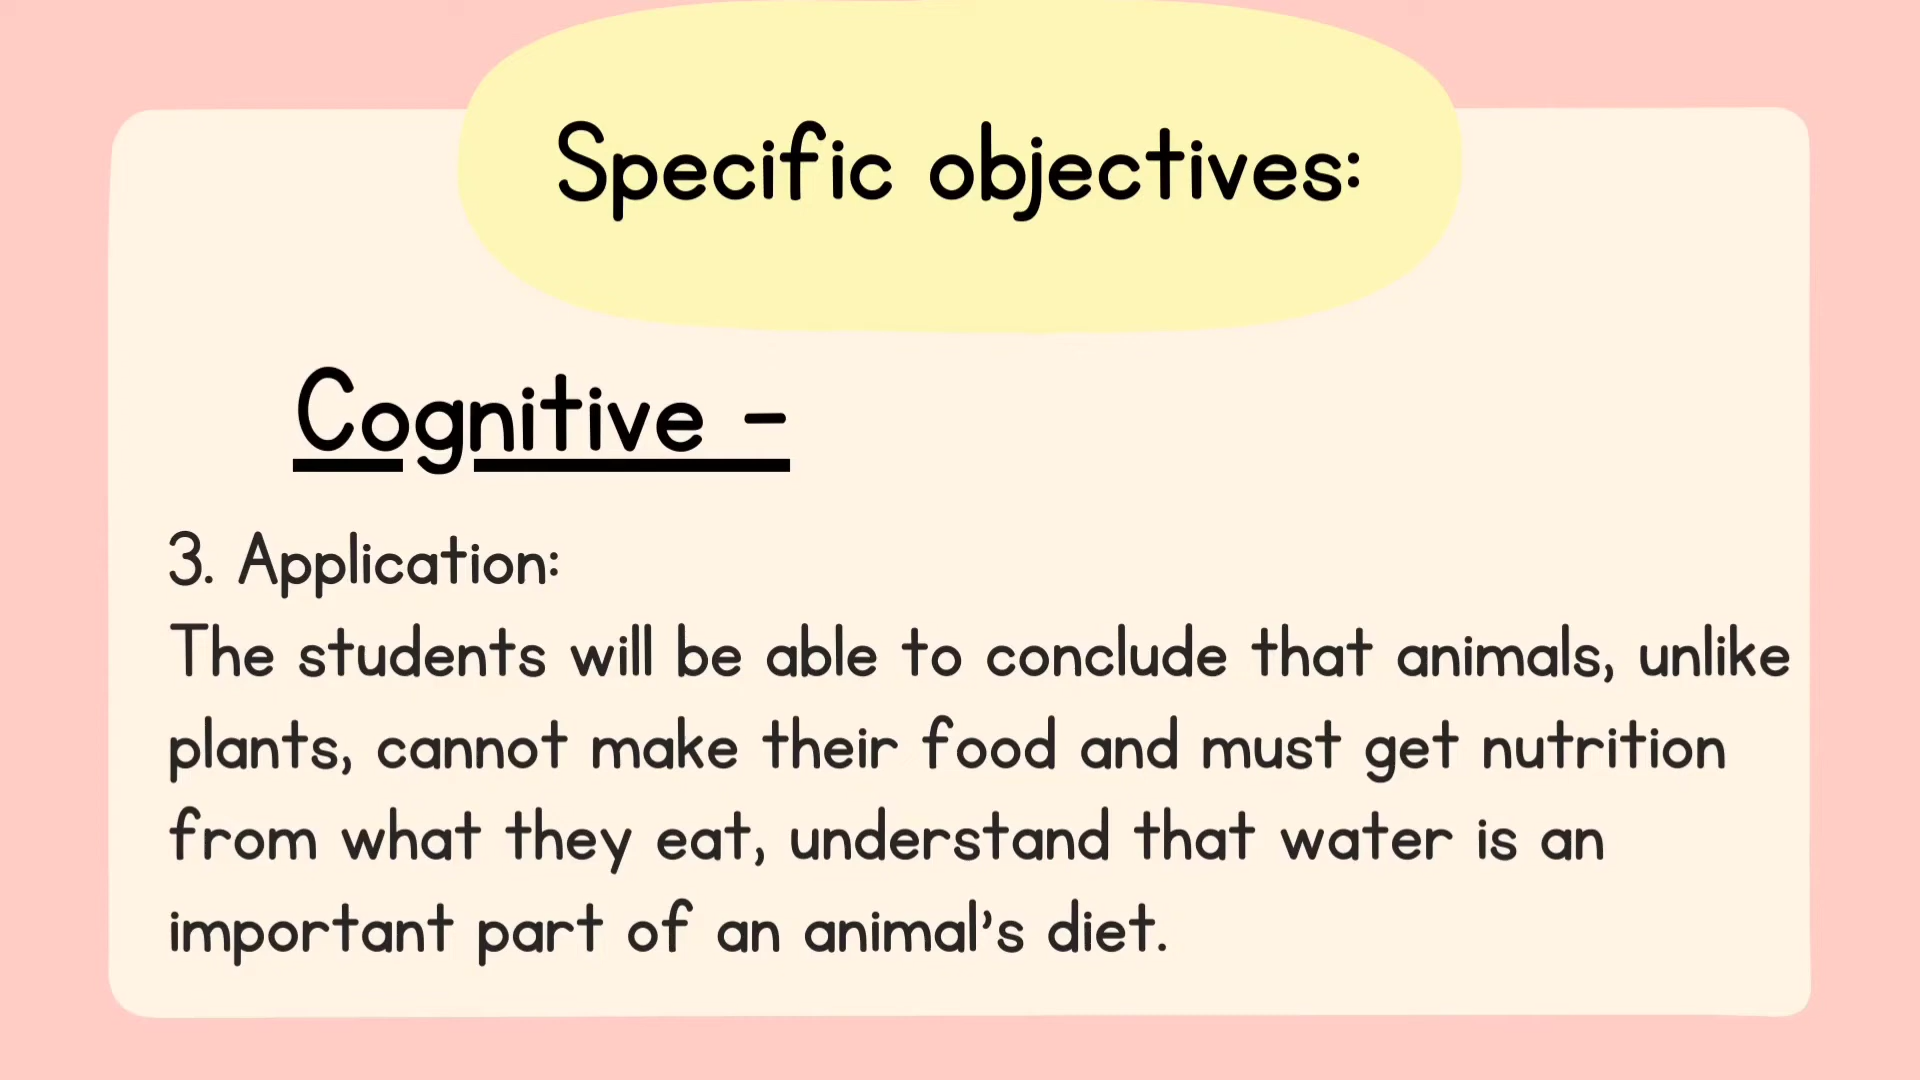 Specific objectives:
Cognitive -
3. Application:
The students will be able to conclude that animals, unlike
plants, cannot make their food and must get nutrition
from what they eat, understand that water is an
important part of an animal’s diet.